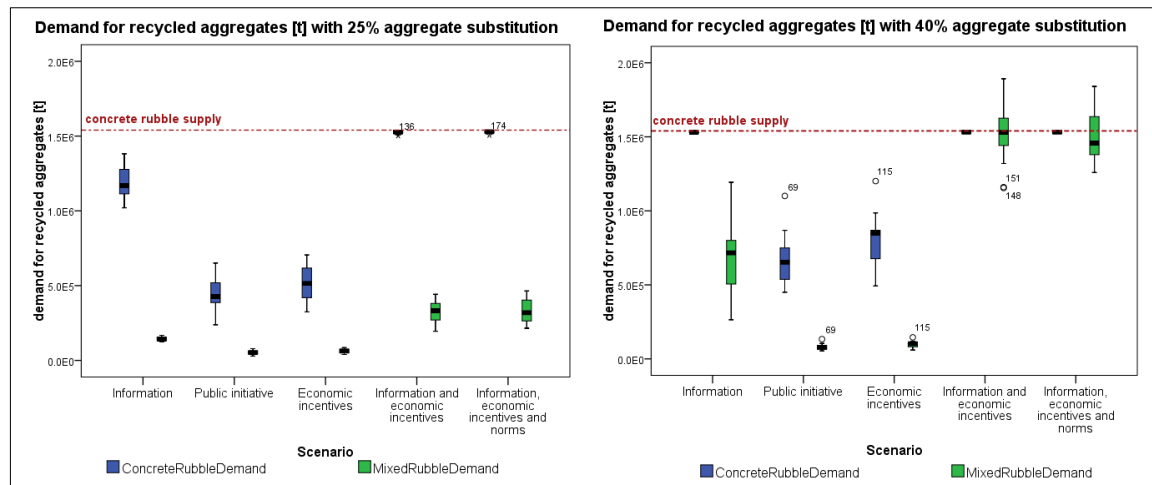 Demand for recycled aggregates [t] with 25% aggregate substitution
demand for recycled aggregates [t]
2.0E6
1.5E6
1.0E6
5.0E5
0.0E0
concrete rubble supply
136
174
Information
Public initiative
Economic
incentives
Information and
economic
incentives
Information,
economic
incentives and
norms
Scenario
ConcreteRubbleDemand
MixedRubbleDemand
Demand for recycled aggregates [t] with 40% aggregate substitution
demand for recycled aggregates [t]
2.0E6
1.5E6
1.0E6
5.0E5
0.0E0
concrete rubble supply
69
69
115
115
151
148
Information
Public initiative
Economic
incentives
Information and
economic incentives
Information,
economic
incentives and
norms
Scenario
ConcreteRubbleDemand
MixedRubbleDemand